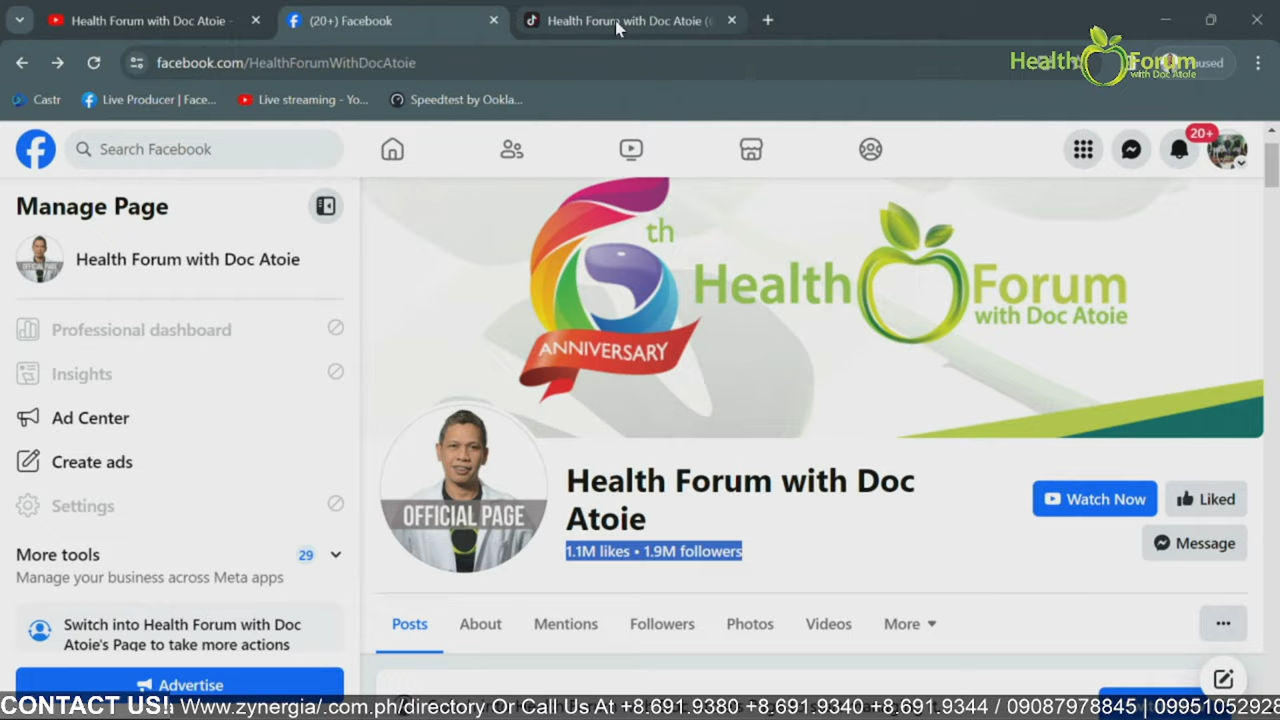 Health Forum with Doc Atoie -
(20+) Facebook
Health Forum with Doc Atoie (
facebook.com/HealthForumWithDocAtoie
Health Forum
with Doc Atoie
Castr
Live Producer | Face...
Live streaming - Yo...
Speedtest by Ookla...
Search Facebook
20+
Manage Page
Health Forum with Doc Atoie
OFFICIAL PAGE
Professional dashboard
Insights
Ad Center
Create ads
Settings
More tools
29
Manage your business across Meta apps
Switch into Health Forum with Doc
Atoie's Page to take more actions
Advertise
6th
ANNIVERSARY
Health Forum
with Doc Atoie
OFFICIAL PAGE
Health Forum with Doc
Atoie
1.1M likes • 1.9M followers
Watch Now
Liked
Message
Posts
About
Mentions
Followers
Photos
Videos
More
CONTACT US!. Www.zynergia/.com.ph/directory Or Call Us At +8.691.9380 +8.691.9340 +8.691.9344 / 09087978845 | 0995105292